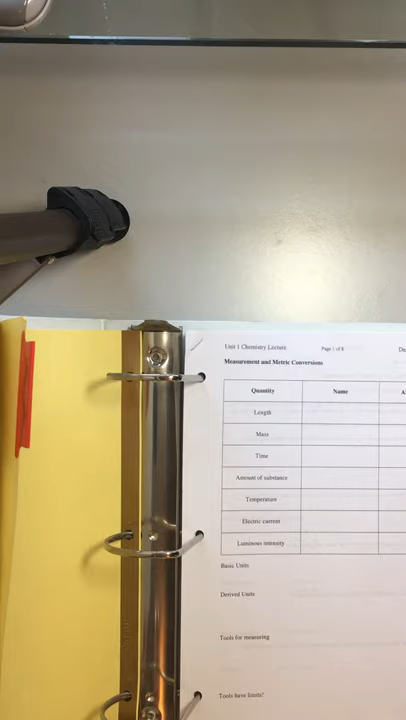 Unit 1 Chemistry Lecture Page 1 of 8
Measurement and Metric Conversions
Quantity Name
Length
Mass
Time
Amount of substance
Temperature
Electric current
Luminous intensity
Basic Units
Derived Units
Tools for measuring
Tools have limits!